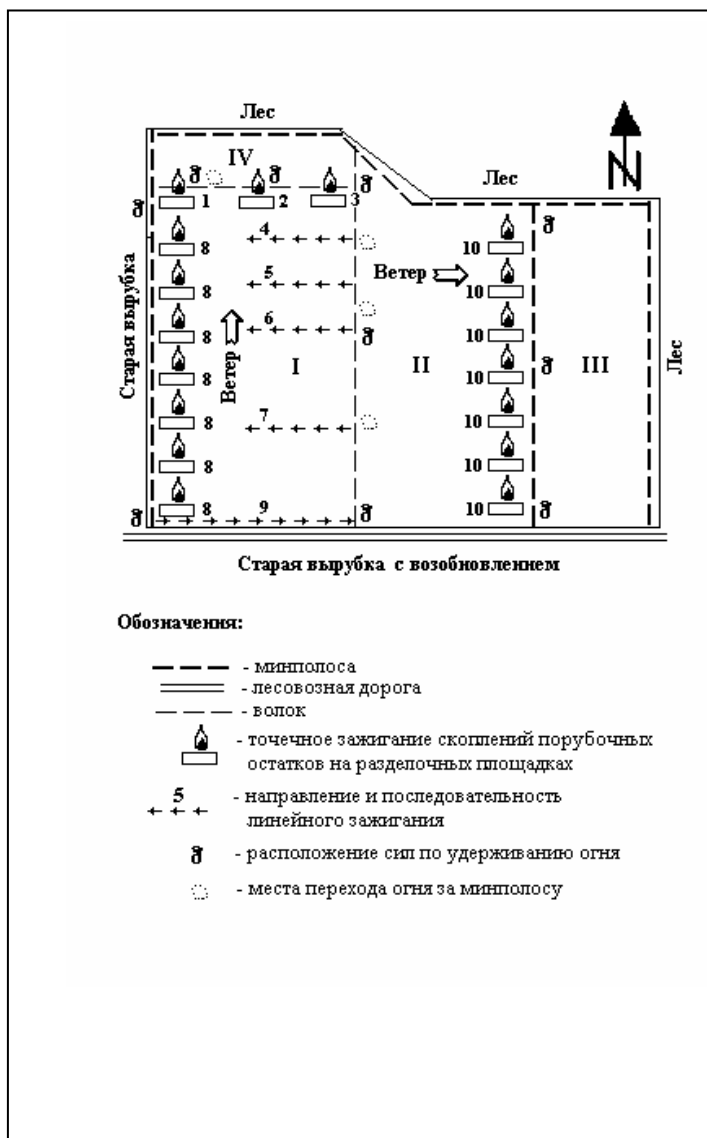 Лес
N
IV
Лес
1
2
3
8
4
10
Ветер
8
5
10
Старая вырубка
8
6
10
Ветер
I
II
III
Лес
8
10
8
7
10
8
10
8
9
10
Старая вырубка с возобновлением
Обозначения:
- минполоса
- лесовозная дорога
- волок
- точечное зажигание скоплений порубочных
остатков на разделочных площадках
5
- направление и последовательность
линейного зажигания
- расположение сил по удерживанию огня
- места перехода огня за минполосу